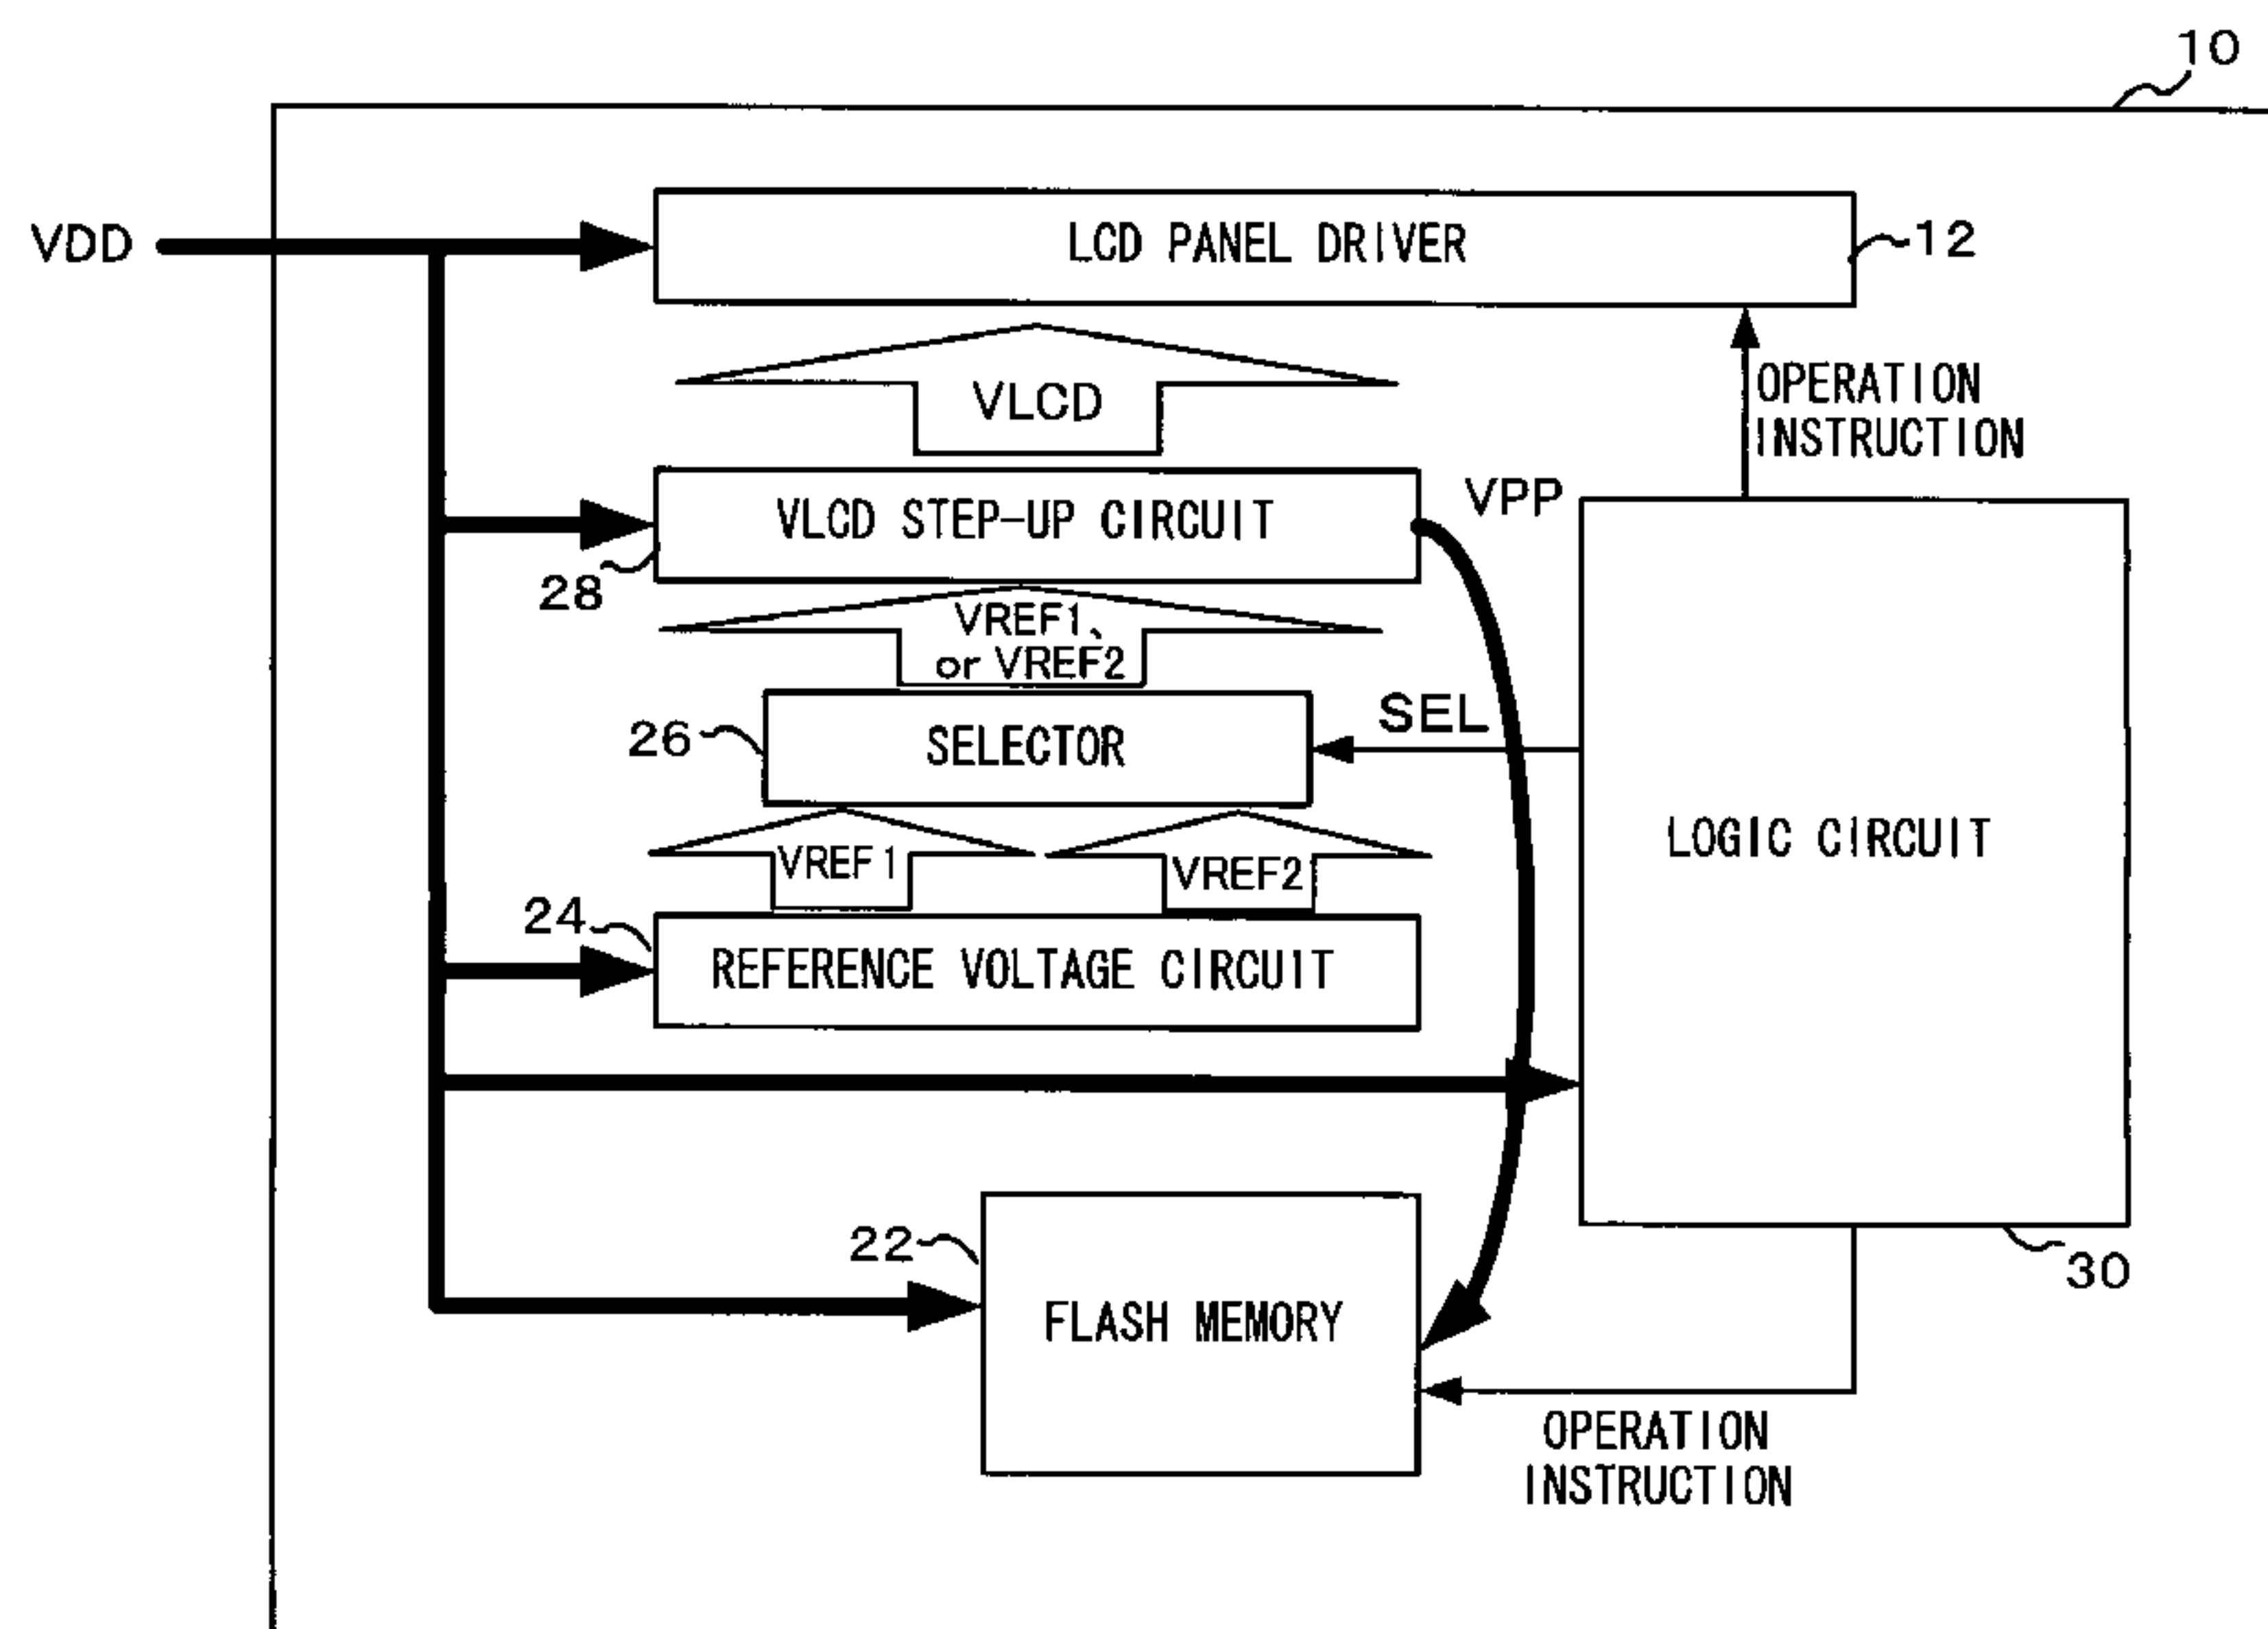 10
VDD
LCD PANEL DRIVER
12
VLCD
OPERATION
INSTRUCTION
VLCD STEP-UP CIRCUIT
VPP
28
VREF1、
or VREF2
SEL
26
SELECTOR
LOGIC CIRCUIT
VREF1
VREF2
24
REFERENCE VOLTAGE CIRCUIT
22
30
FLASH MEMORY
OPERATION
INSTRUCTION